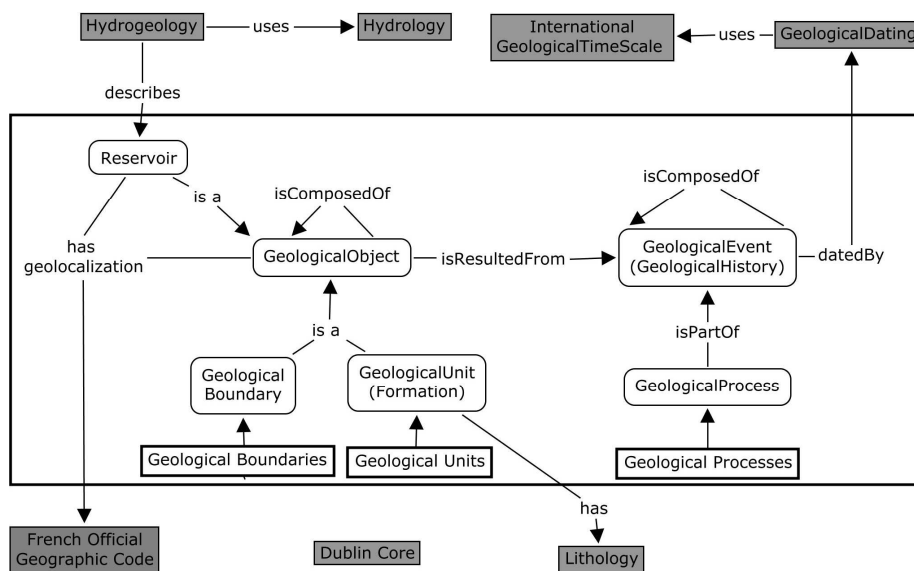 Hydrogeology
uses
Hydrology
International
GeologicalTimeScale
uses
GeologicalDating
describes
Reservoir
is a
isComposedOf
isComposedOf
has
geolocalization
GeologicalObject
isResultedFrom
GeologicalEvent
(GeologicalHistory)
datedBy
is a
isPartOf
Geological
Boundary
GeologicalUnit
(Formation)
GeologicalProcess
Geological Boundaries
Geological Units
Geological Processes
has
French Official
Geographic Code
Dublin Core
Lithology